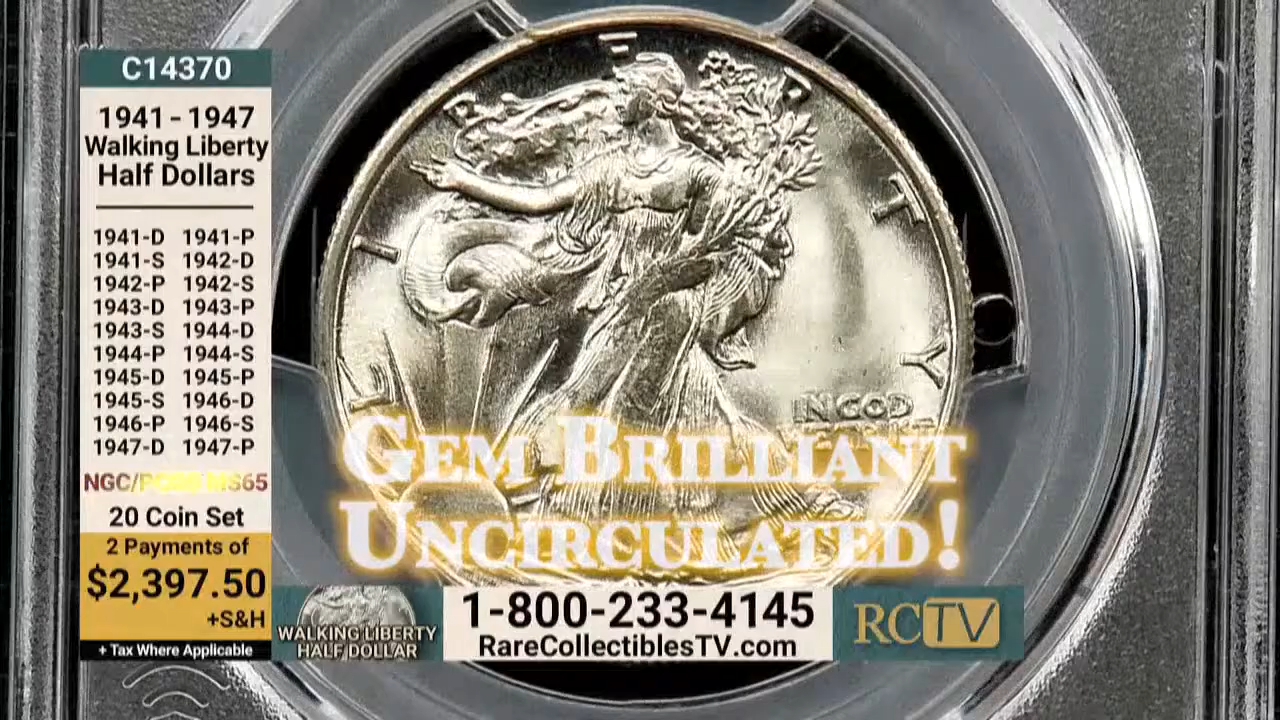 C14370
1941 - 1947
Walking Liberty
Half Dollars
1941-D 1941-P
1941-S 1942-D
1942-P 1942-S
1943-D 1943-P
1943-S 1944-D
1944-P 1944-S
1945-D 1945-P
1945-S 1946-D
1946-P 1946-S
1947-D 1947-P
NGC/PCGS MS65
20 Coin Set
2 Payments of
$2,397.50
+S&H
+ Tax Where Applicable
LIBERTY
IN GOD
GEM BRILLIANT
UNCIRCULATED!
WALKING LIBERTY
HALF DOLLAR
1-800-233-4145
RareCollectiblesTV.com
RCTV